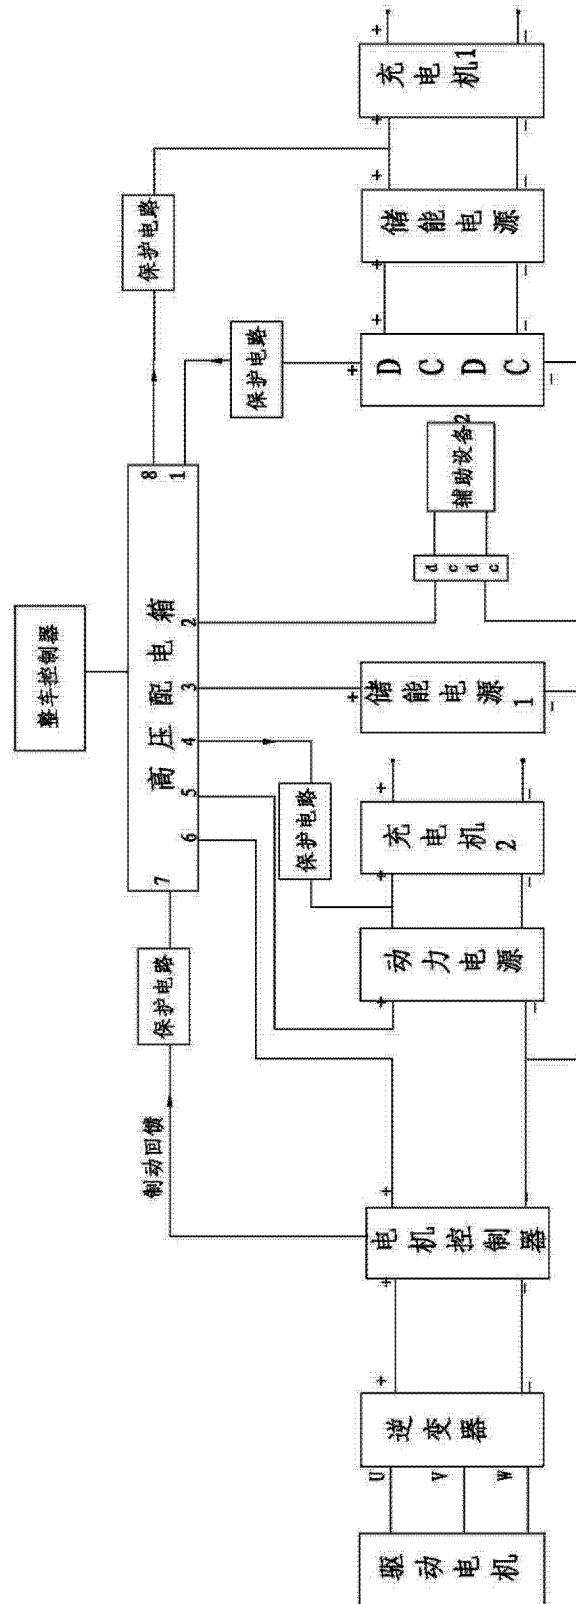 整车控制器
高压配电箱
7
6
5
4
3
2
1
8
制动回馈
保护电路
保护电路
保护电路
保护电路
驱动电机
U
V
W
逆变器
+
-
+
-
电机控制器
+
-
+
-
动力电源
+
-
充电机2
+
-
储能电源1
+
-
dcdc
辅助设备2
DCDC
+
-
+
-
储能电源
+
-
+
-
充电机1
+
+
-